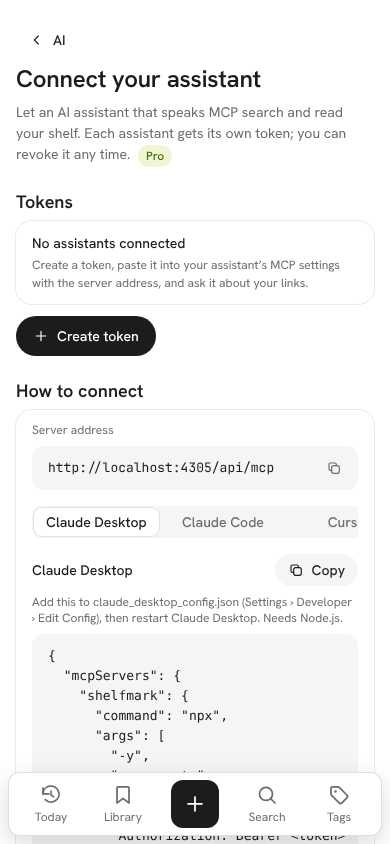 AI
Connect your assistant
Let an AI assistant that speaks MCP search and read
your shelf. Each assistant gets its own token; you can
revoke it any time. Pro
Tokens
No assistants connected
Create a token, paste it into your assistant's MCP settings
with the server address, and ask it about your links.
Create token
How to connect
Server address
http://localhost:4305/api/mcp
Claude Desktop Claude Code Curs
Claude Desktop Copy
Add this to claude_desktop_config.json (Settings › Developer
› Edit Config), then restart Claude Desktop. Needs Node.js.
{
"mcpServers": {
"shelfmark": {
"command": "npx",
"args": [
"-y",
Today Library Search Tags
Authorization: Bearer <token>